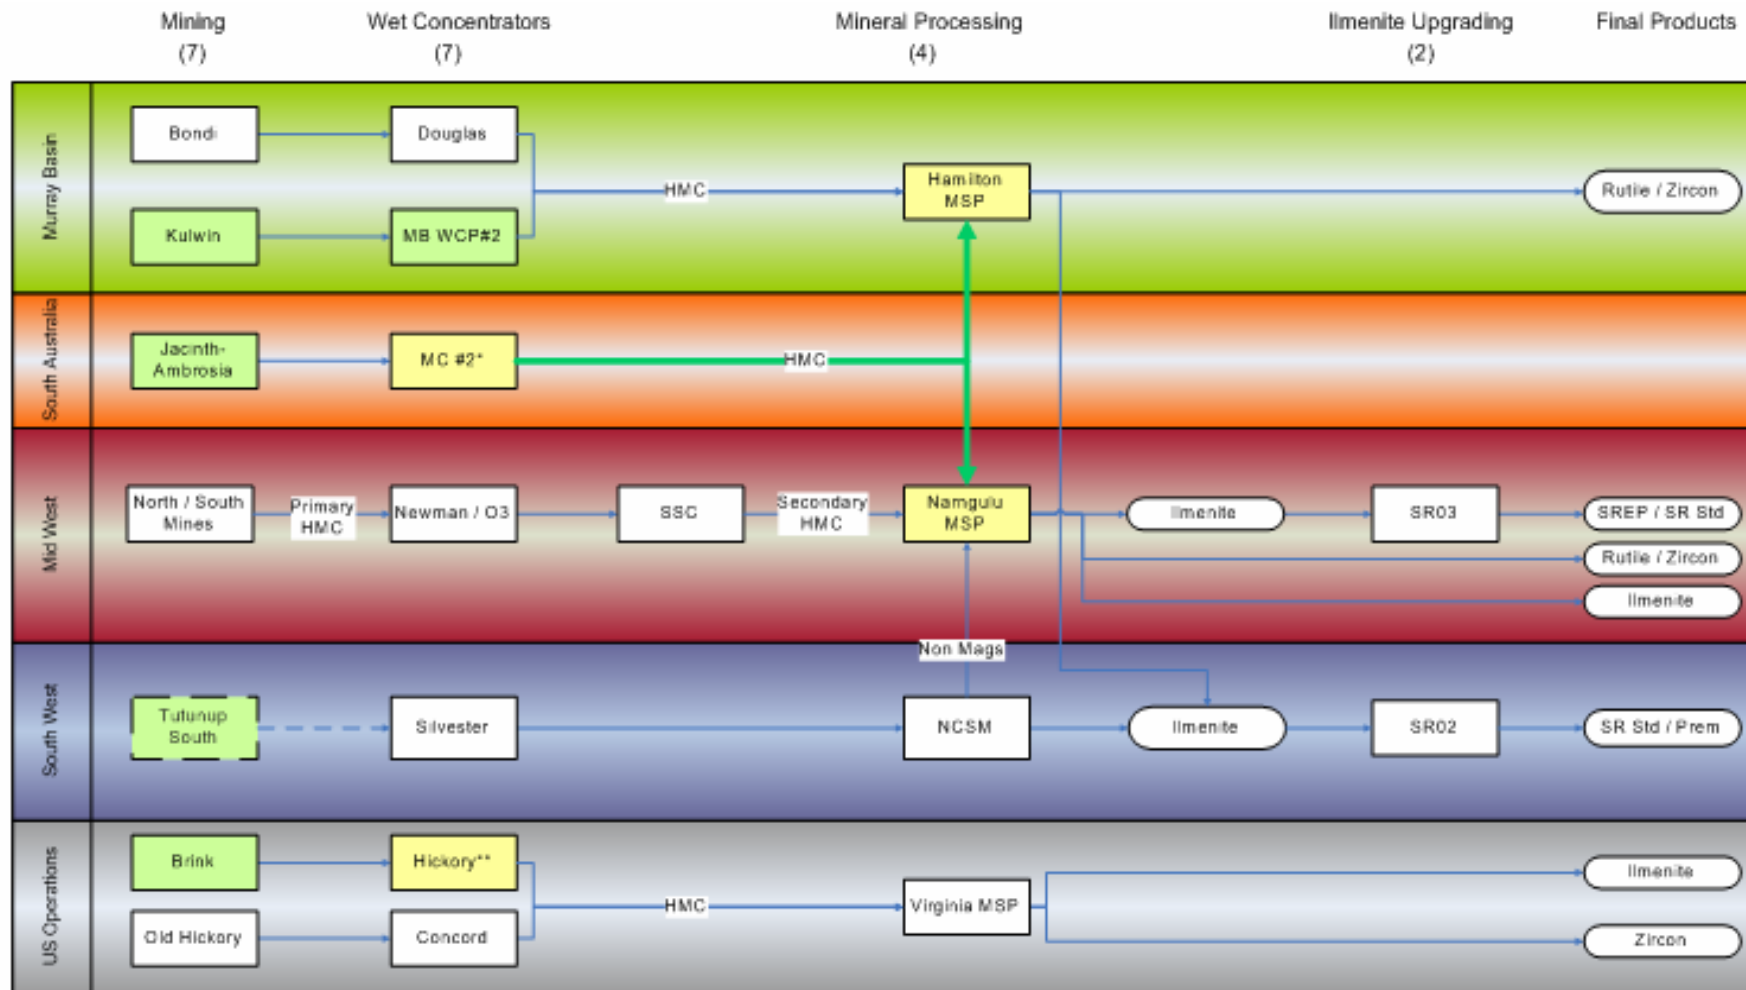 Mining
(7)
Wet Concentrators
(7)
Mineral Processing
(4)
Ilmenite Upgrading
(2)
Final Products
Murray Basin
Bondi
Douglas
Kulwin
MB WCP#2
HMC
Hamilton
MSP
Rutile / Zircon
South Australia
Jacinth-
Ambrosia
MC #2*
HMC
Mid West
North / South
Mines
Primary
HMC
Newman / O3
SSC
Secondary
HMC
Narngulu
MSP
Ilmenite
SR03
SREP / SR Std
Rutile / Zircon
Ilmenite
South West
Tutunup
South
Silvester
Non Mags
NCSM
Ilmenite
SR02
SR Std / Prem
US Operations
Brink
Hickory**
Old Hickory
Concord
HMC
Virginia MSP
Ilmenite
Zircon